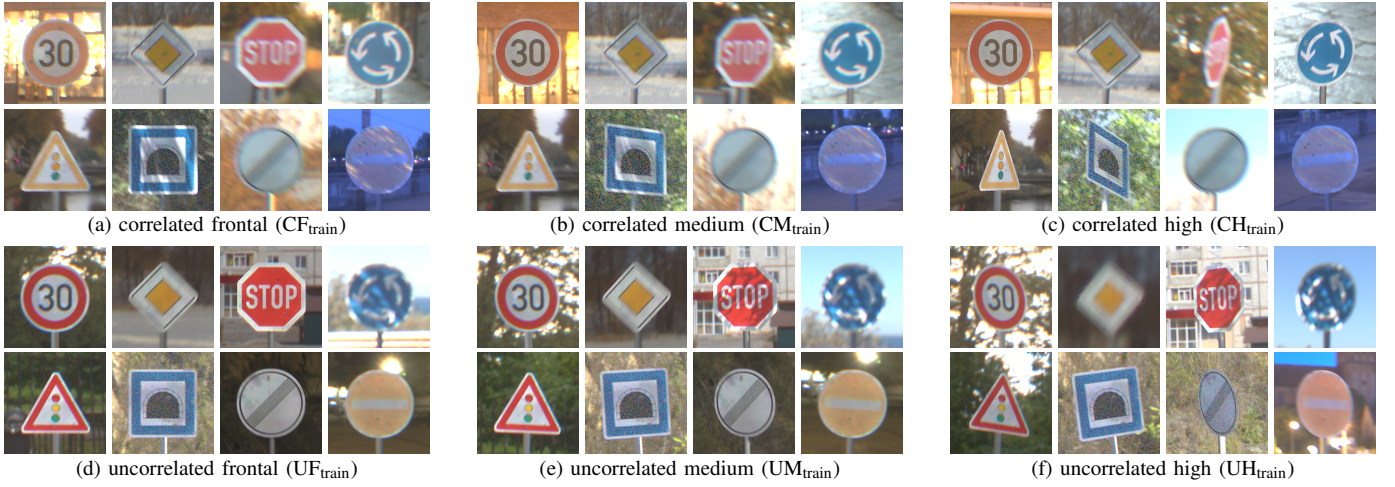 30
STOP
30
STOP
30
STOP
(a) correlated frontal (CFtrain)
(b) correlated medium (CMtrain)
(c) correlated high (CHtrain)
30
STOP
30
STOP
30
STOP
(d) uncorrelated frontal (UFtrain)
(e) uncorrelated medium (UMtrain)
(f) uncorrelated high (UHtrain)